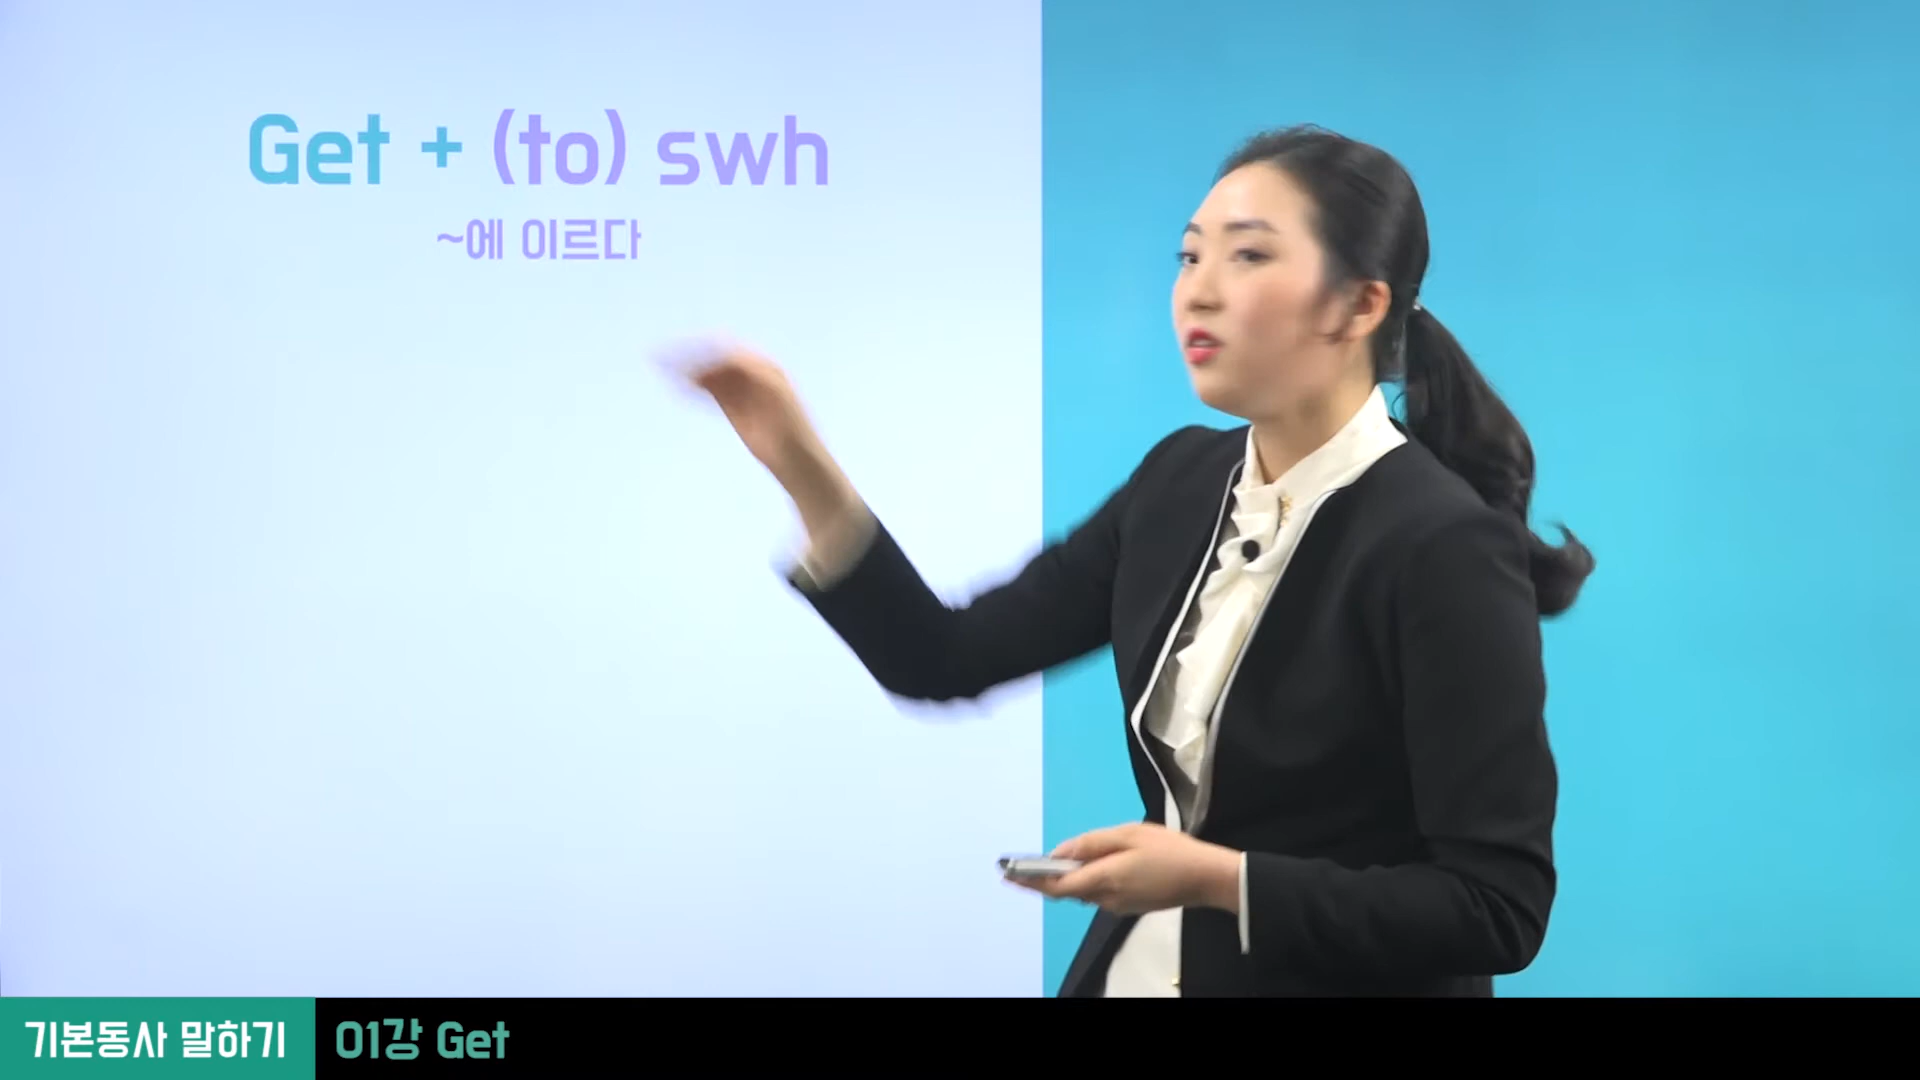 Get + (to) swh
~에 이르다
기본동사 말하기
01강 Get